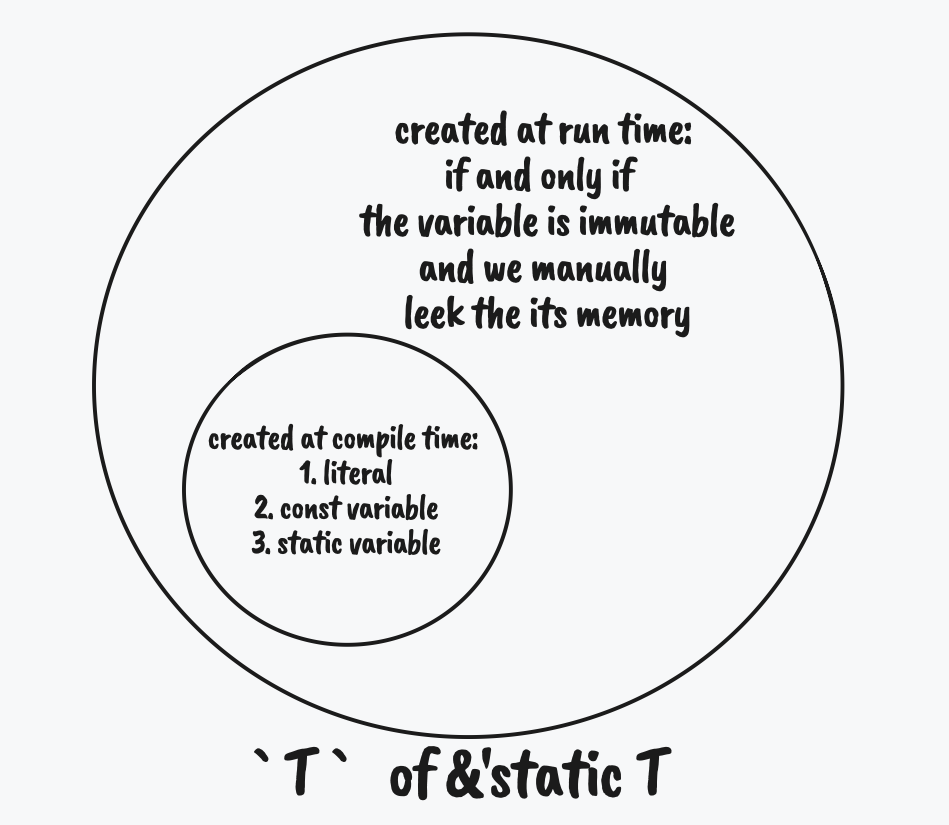 created at run time:
if and only if
the variable is immutable
and we manually
leek the its memory
created at compile time:
1. literal
2. const variable
3. static variable
`T` of &'static T